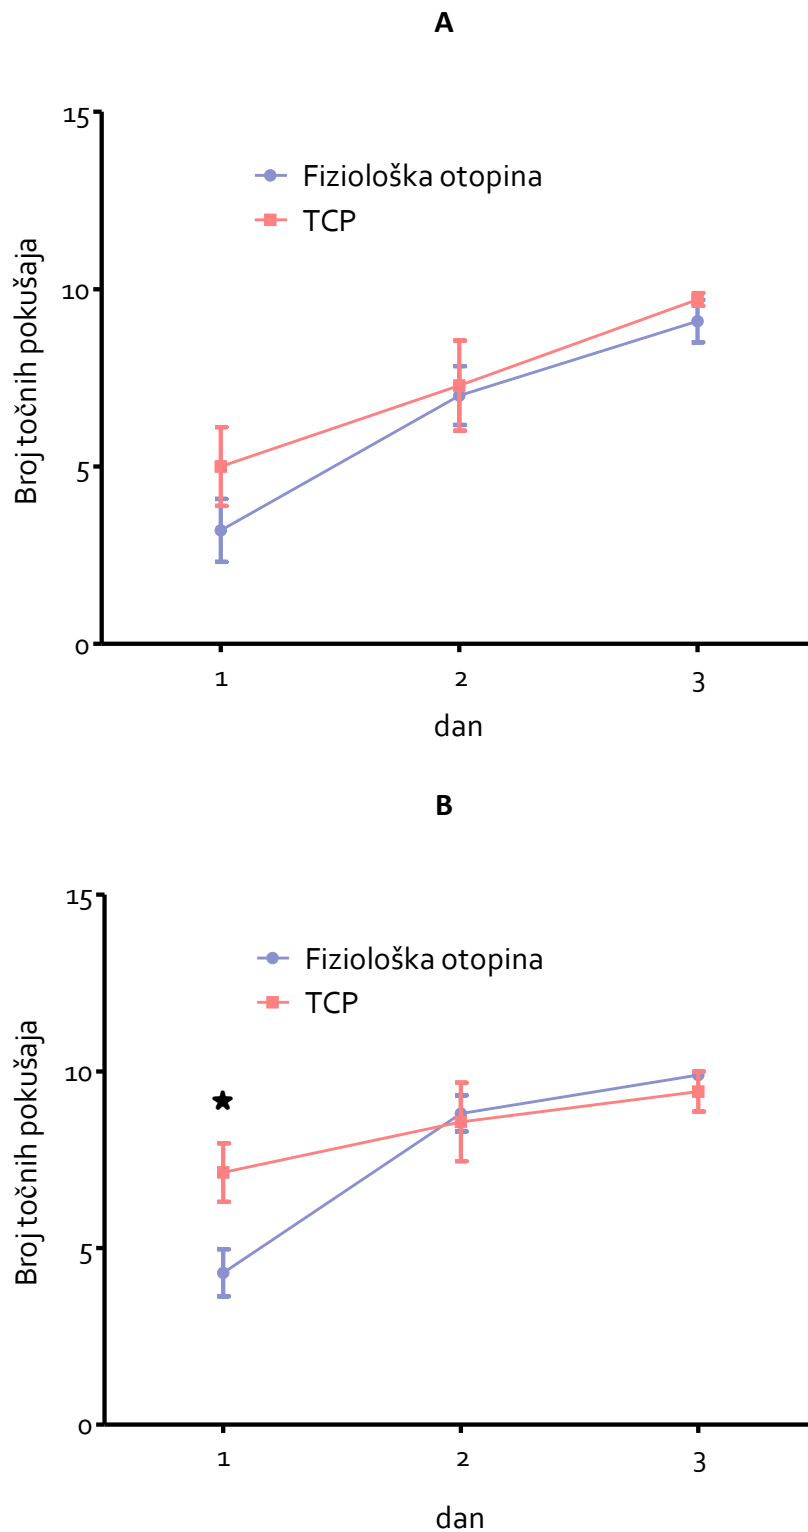 A
15
10
5
0
Broj točnih pokušaja
Fiziološka otopina
TCP
1 2 3
dan
B
15
10
5
0
Broj točnih pokušaja
Fiziološka otopina
TCP
1 2 3
dan